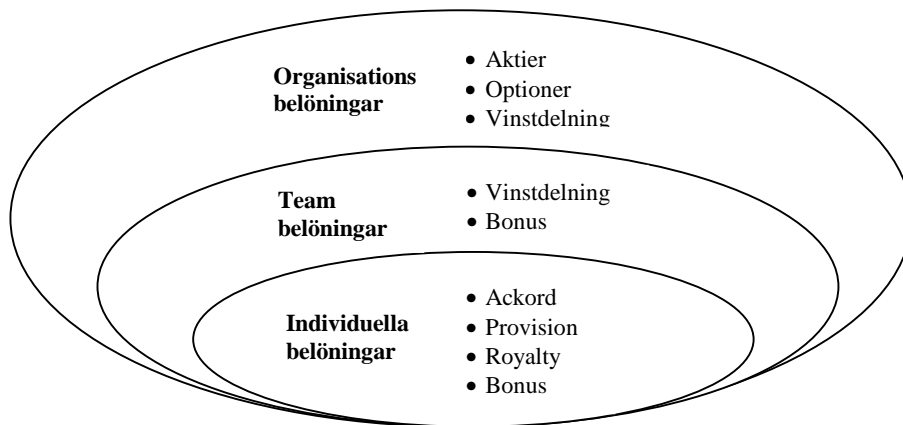 Organisations
belöningar
• Aktier
• Optioner
• Vinstdelning
Team
belöningar
• Vinstdelning
• Bonus
Individuella
belöningar
• Ackord
• Provision
• Royalty
• Bonus